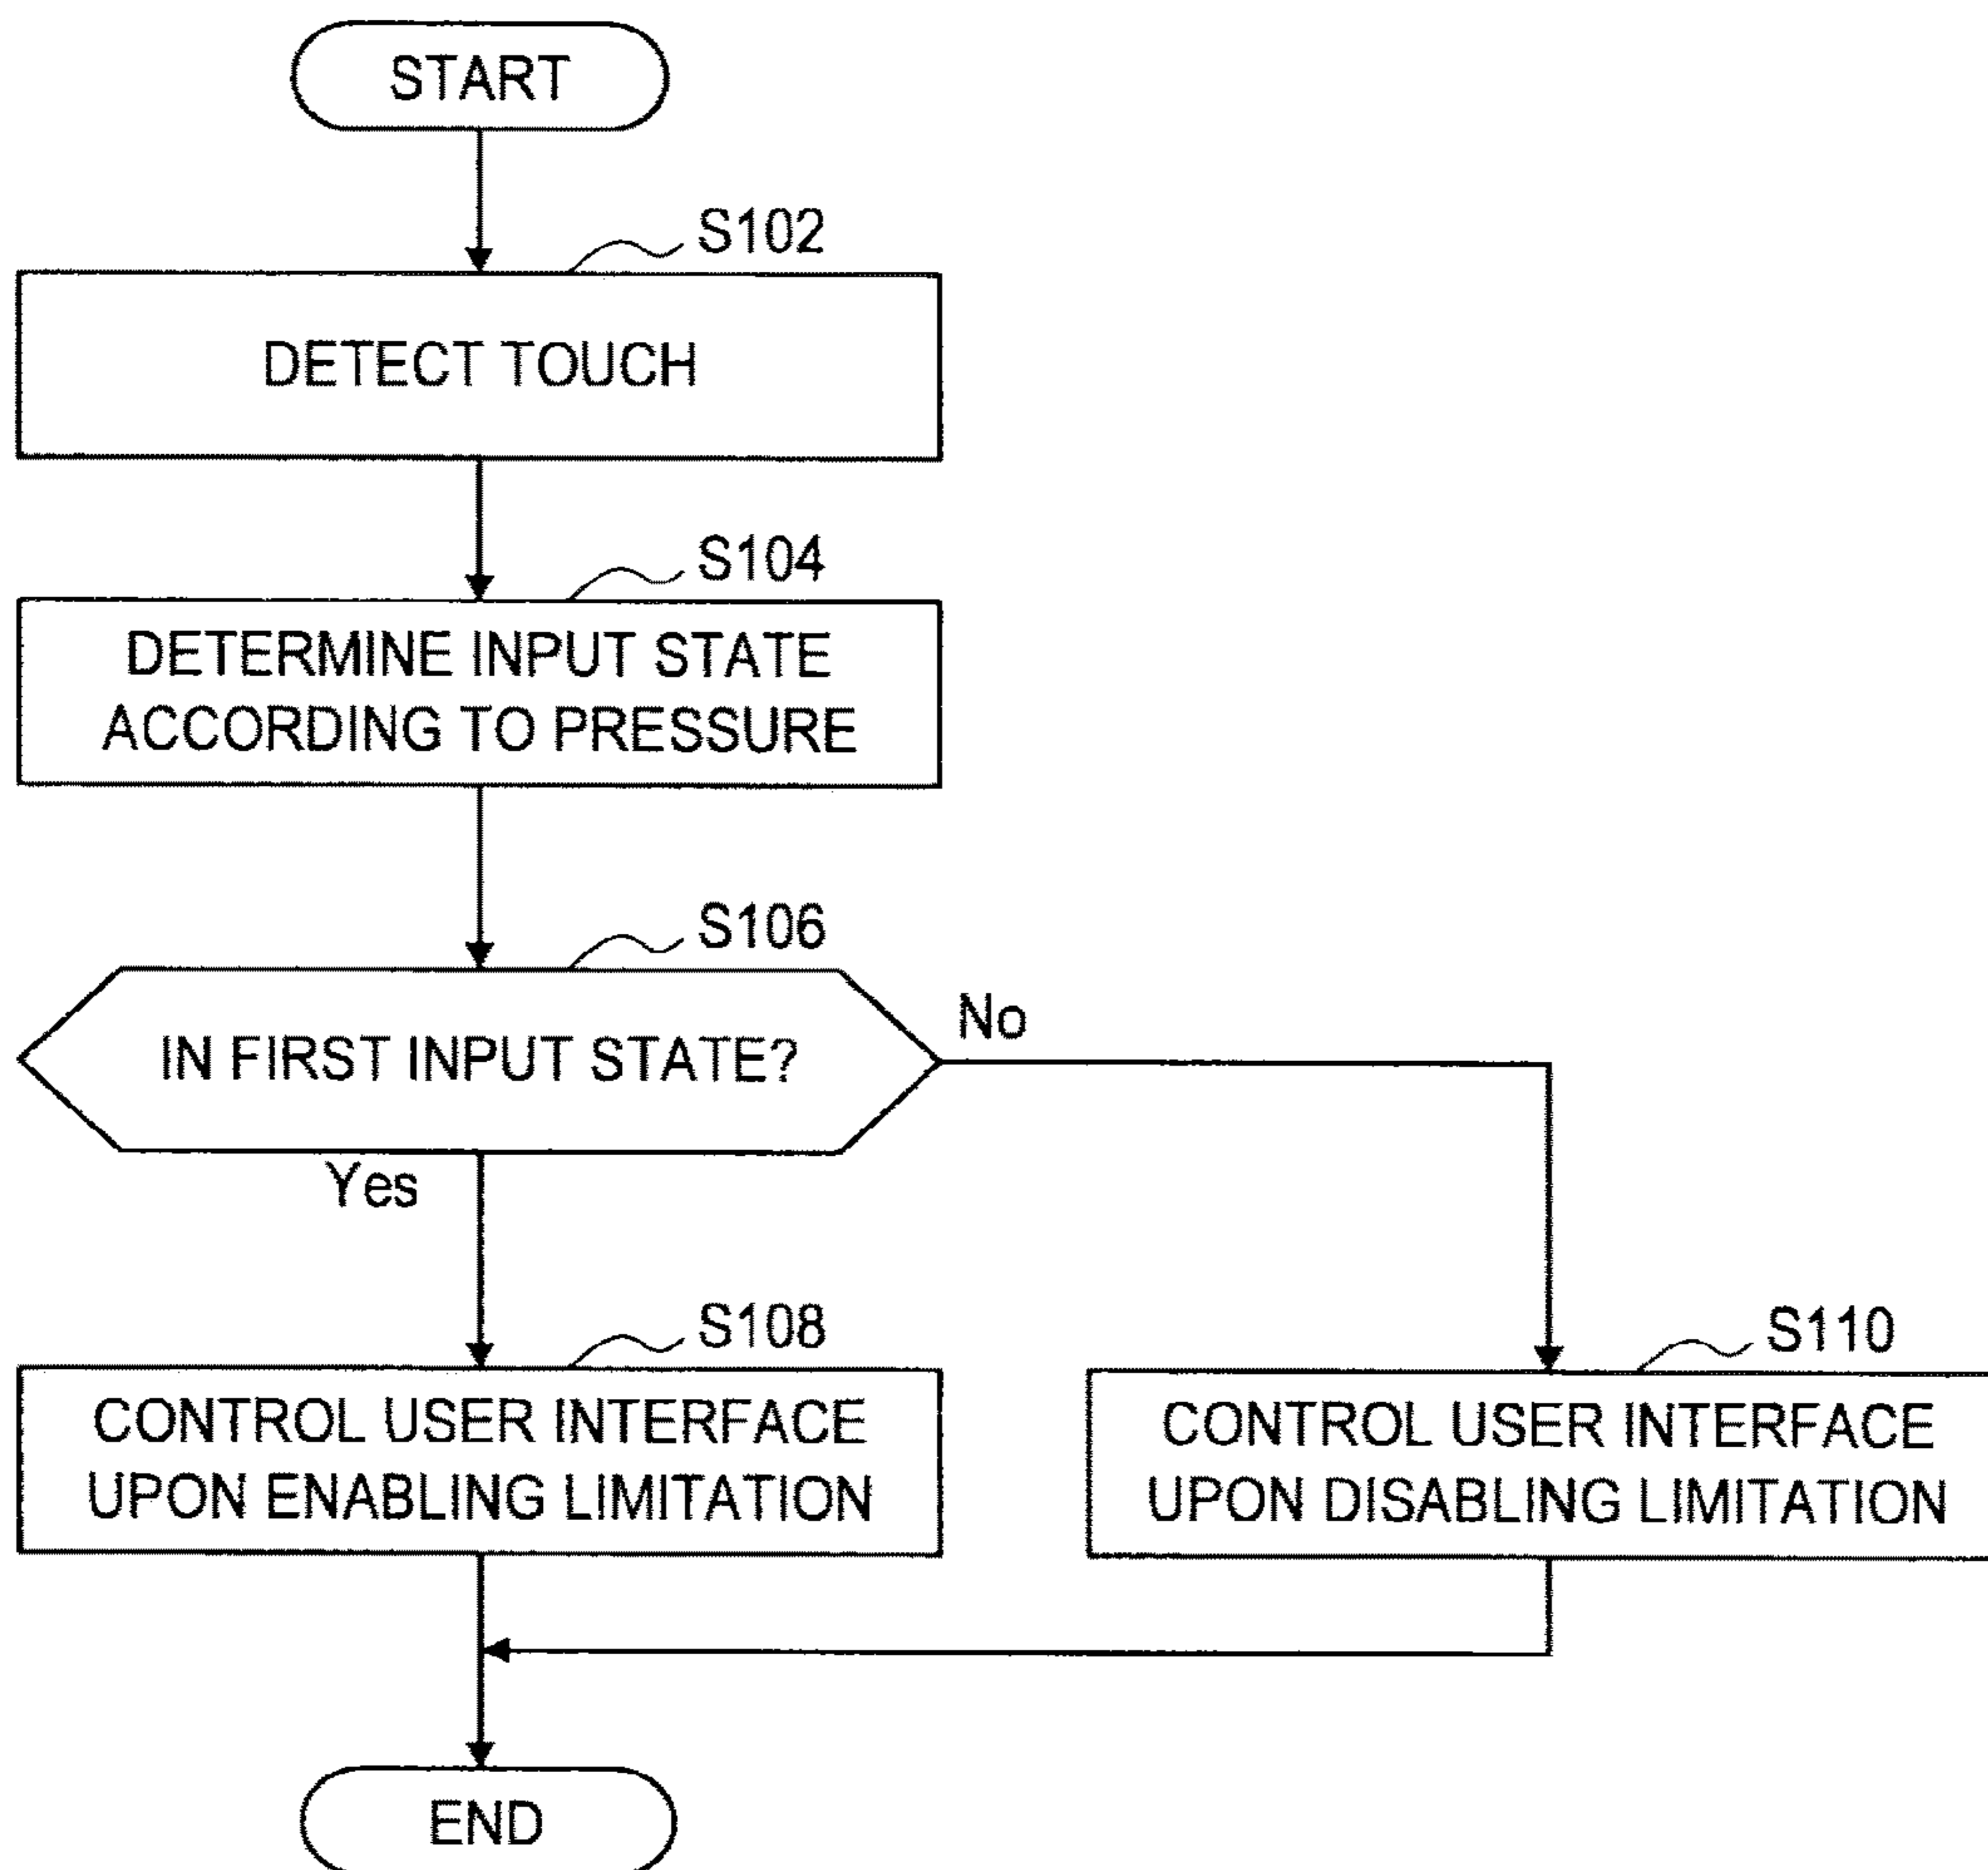 START
S102
DETECT TOUCH
S104
DETERMINE INPUT STATE
ACCORDING TO PRESSURE
S106
IN FIRST INPUT STATE?
No
Yes
S108
CONTROL USER INTERFACE
UPON ENABLING LIMITATION
S110
CONTROL USER INTERFACE
UPON DISABLING LIMITATION
END